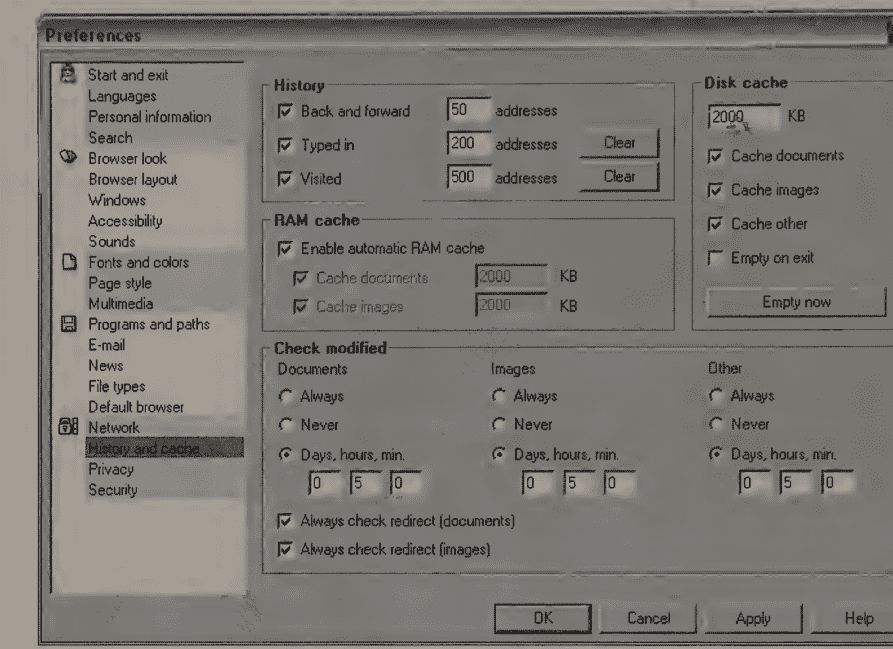 Preferences
Start and exit
Languages
Personal information
Search
Browser look
Browser layout
Windows
Accessibility
Sounds
Fonts and colors
Page style
Multimedia
Programs and paths
E-mail
News
File types
Default browser
Network
History and cache
Privacy
Security
History
Back and forward 50 addresses
Typed in 200 addresses Clear
Visited 500 addresses Clear
RAM cache
Enable automatic RAM cache
Cache documents 2000 KB
Cache images 2000 KB
Disk cache
2000 KB
Cache documents
Cache images
Cache other
Empty on exit
Empty now
Check modified
Documents Images Other
Always Always Always
Never Never Never
Days, hours, min. Days, hours, min. Days, hours, min.
0 5 0 0 5 0 0 5 0
Always check redirect (documents)
Always check redirect (images)
OK Cancel Apply Help